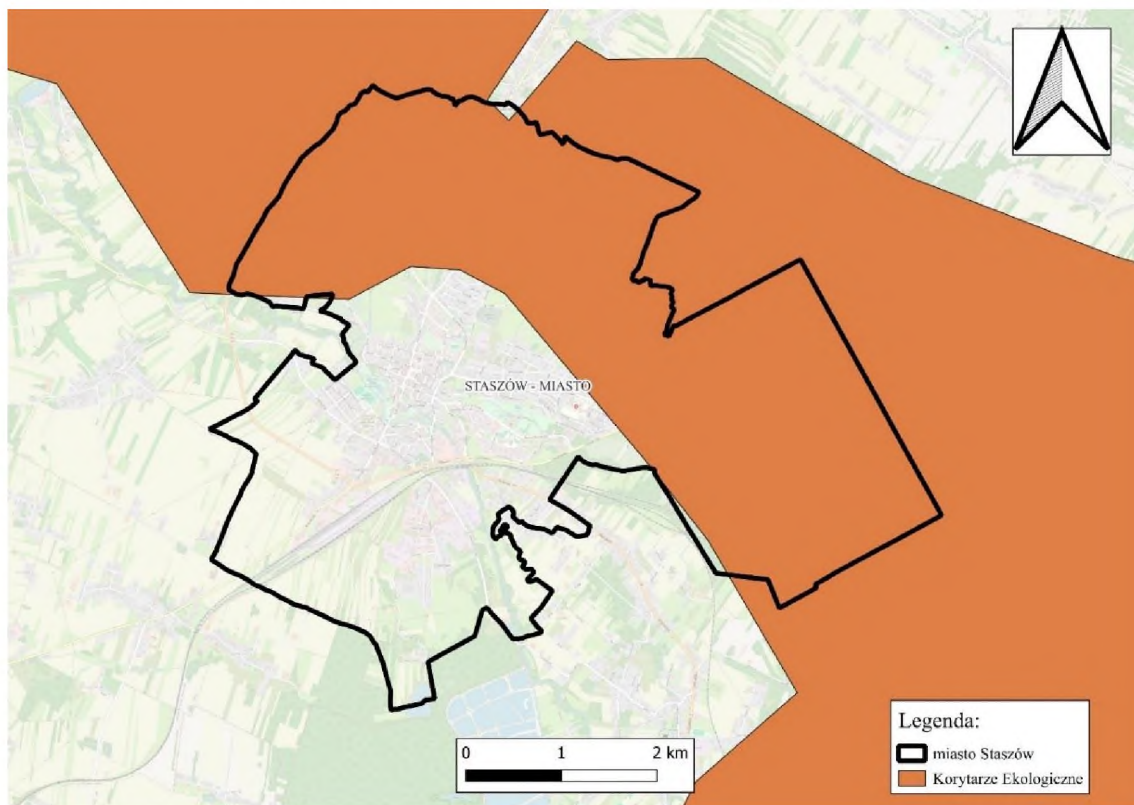 STASZÓW - MIASTO
0 1 2 km
Legenda:
miasto Staszów
Korytarze Ekologiczne